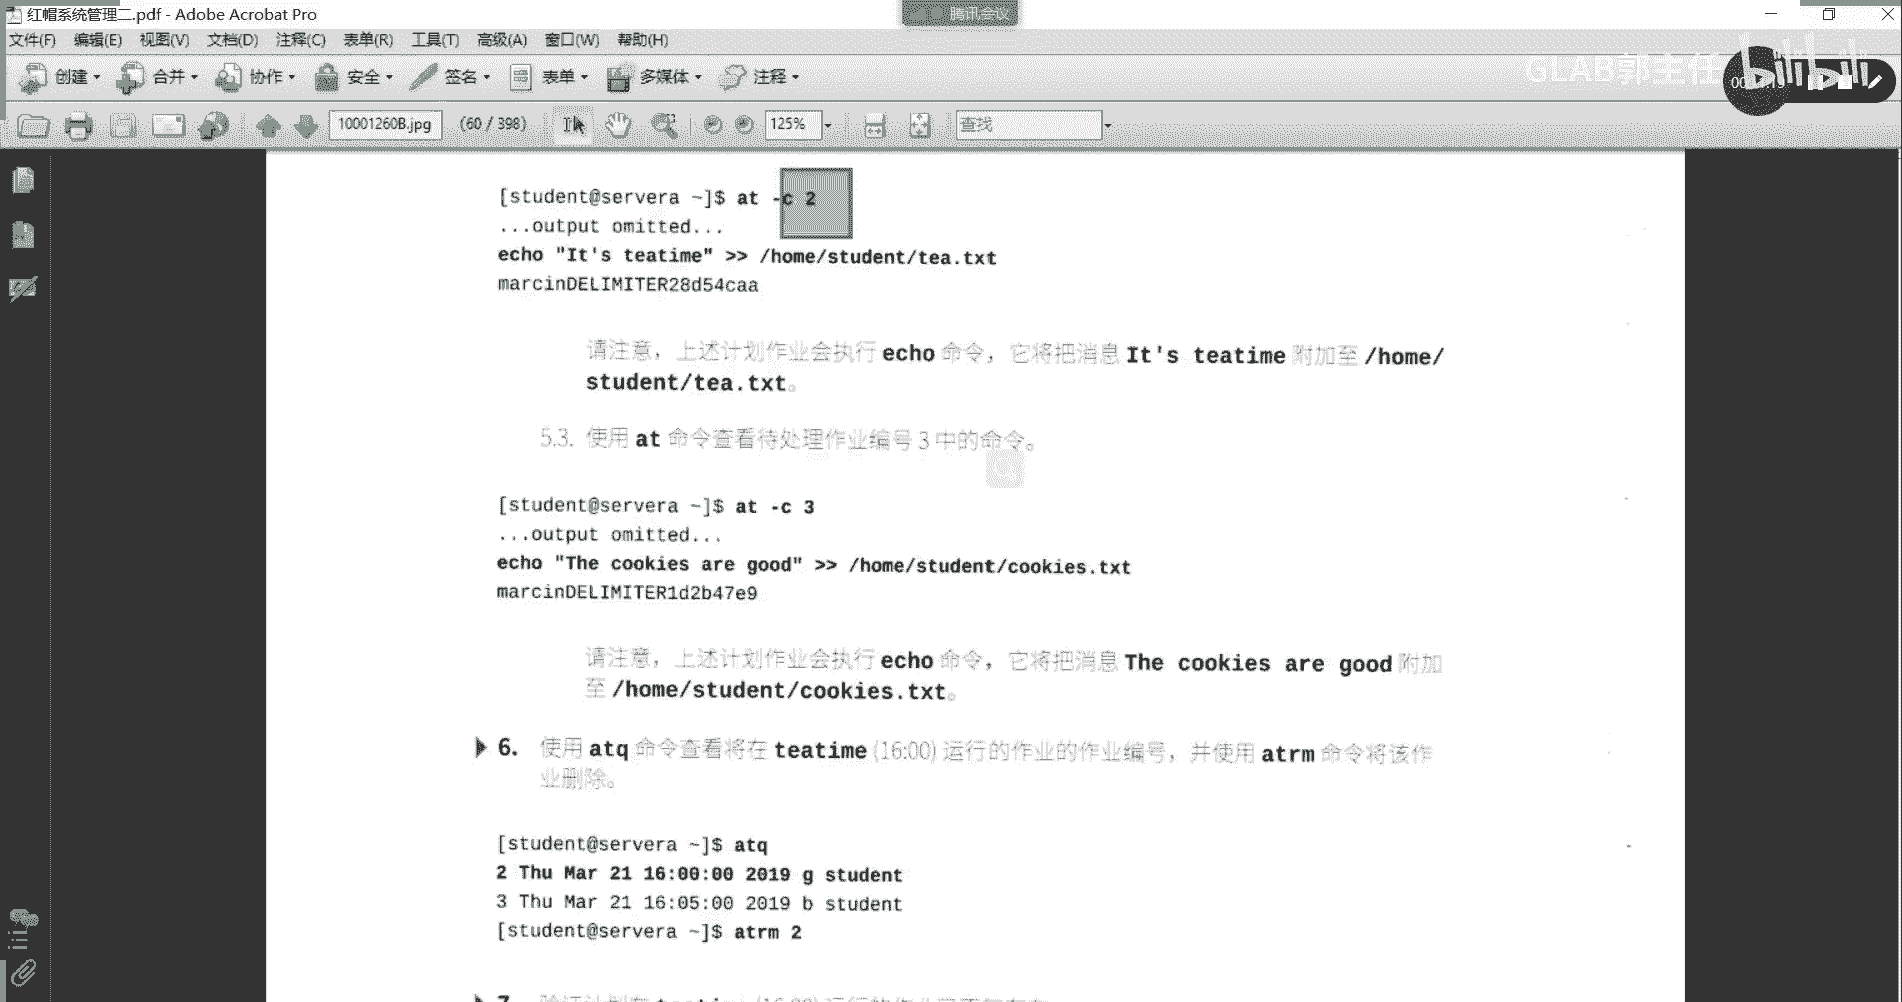 红帽系统管理二.pdf - Adobe Acrobat Pro
腾讯会议
文件(F) 编辑(E) 视图(V) 文档(D) 注释(C) 表单(R) 工具(T) 高级(A) 窗口(W) 帮助(H)
创建 合并 协作 安全 签名 表单 多媒体 注释
GLAB郭主任 bilibili
10001260B.jpg (60 / 398) 125% 查找
[student@servera ~]$ at -c 2
...output omitted...
echo "It's teatime" >> /home/student/tea.txt
marcinDELIMITER28d54caa
请注意，上述计划作业会执行 echo 命令，它将把消息 It's teatime 附加至 /home/
student/tea.txt。
5.3. 使用 at 命令查看待处理作业编号 3 中的命令。
[student@servera ~]$ at -c 3
...output omitted...
echo "The cookies are good" >> /home/student/cookies.txt
marcinDELIMITER1d2b47e9
请注意，上述计划作业会执行 echo 命令，它将把消息 The cookies are good 附加
至 /home/student/cookies.txt。
6. 使用 atq 命令查看将在 teatime (16:00) 运行的作业的作业编号，并使用 atrm 命令将该作
业删除。
[student@servera ~]$ atq
2 Thu Mar 21 16:00:00 2019 g student
3 Thu Mar 21 16:05:00 2019 b student
[student@servera ~]$ atrm 2